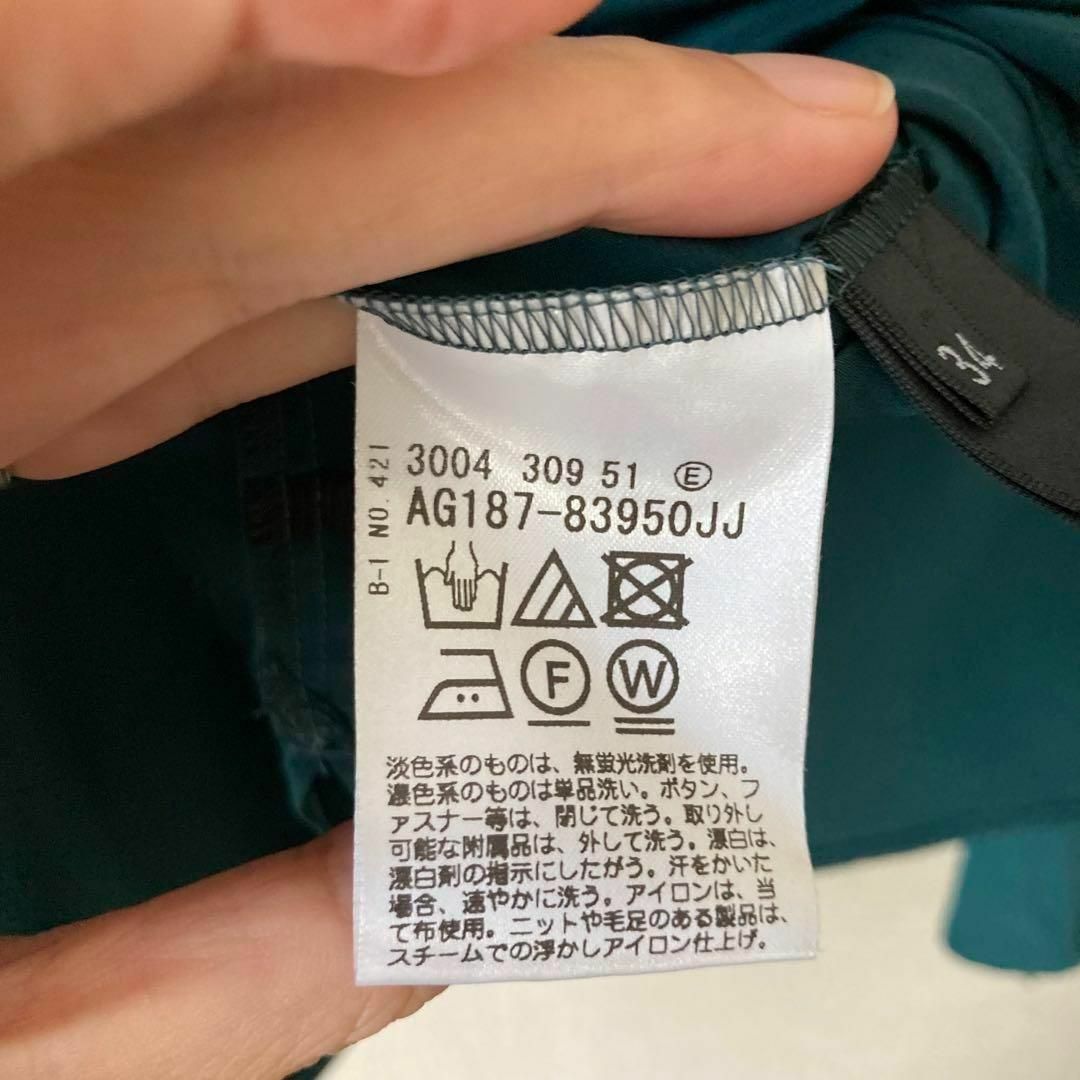 34
B-1 NO. 421
3004 309 51 Ⓔ
AG187-83950JJ
F W
淡色系のものは、無蛍光洗剤を使用。
濃色系のものは単品洗い。ボタン、フ
ァスナー等は、閉じて洗う。取り外し
可能な附属品は、外して洗う。漂白は、
漂白剤の指示にしたがう。汗をかいた
場合、速やかに洗う。アイロンは、当
て布使用。ニットや毛足のある製品は、
スチームでの浮かしアイロン仕上げ。